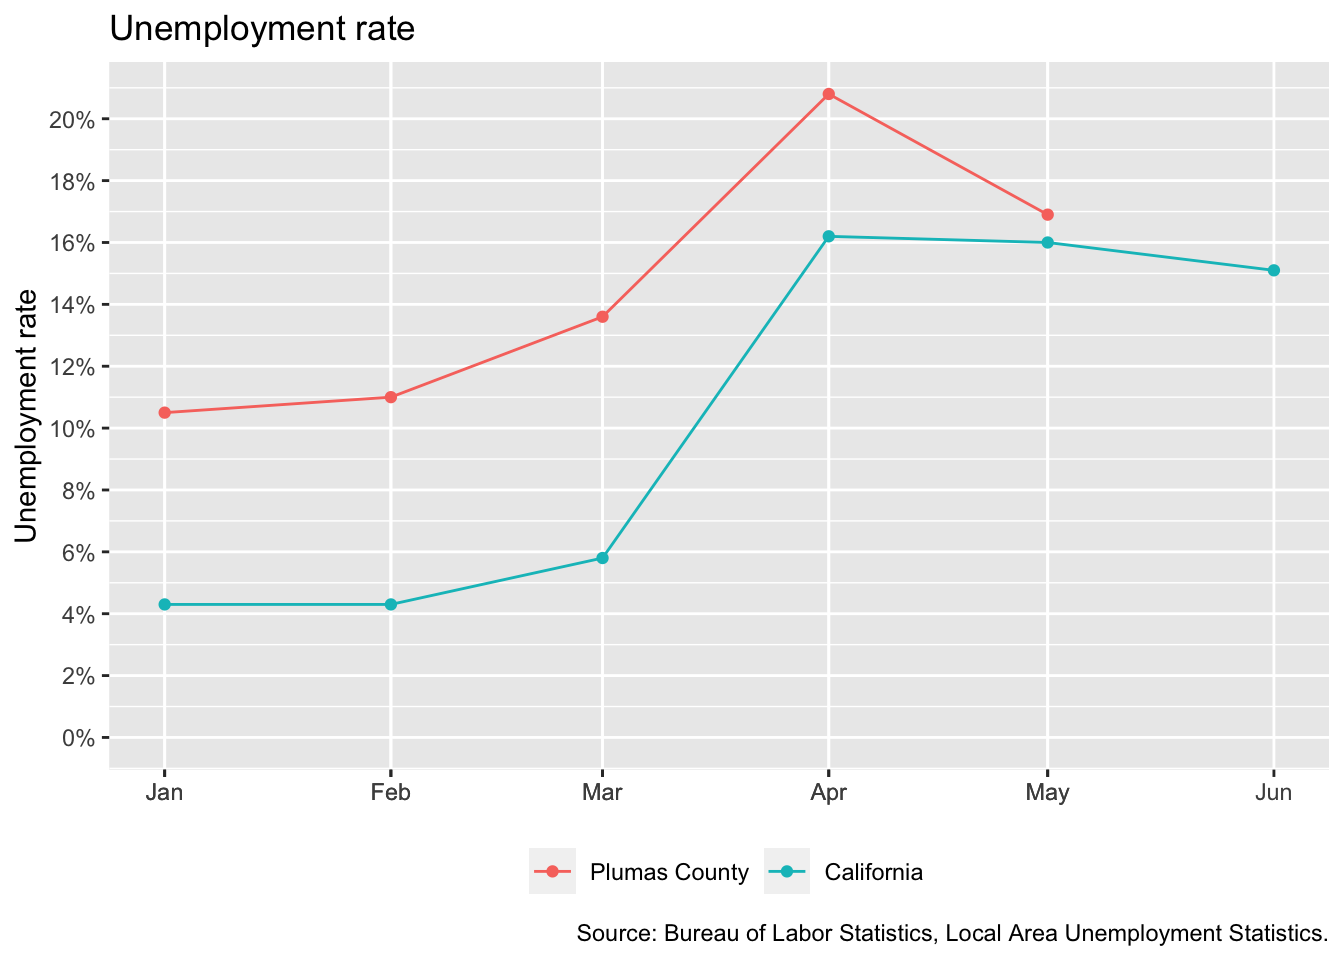 Unemployment rate
Unemployment rate
20%
18%
16%
14%
12%
10%
8%
6%
4%
2%
0%
Jan Feb Mar Apr May Jun
Plumas County California
Source: Bureau of Labor Statistics, Local Area Unemployment Statistics.